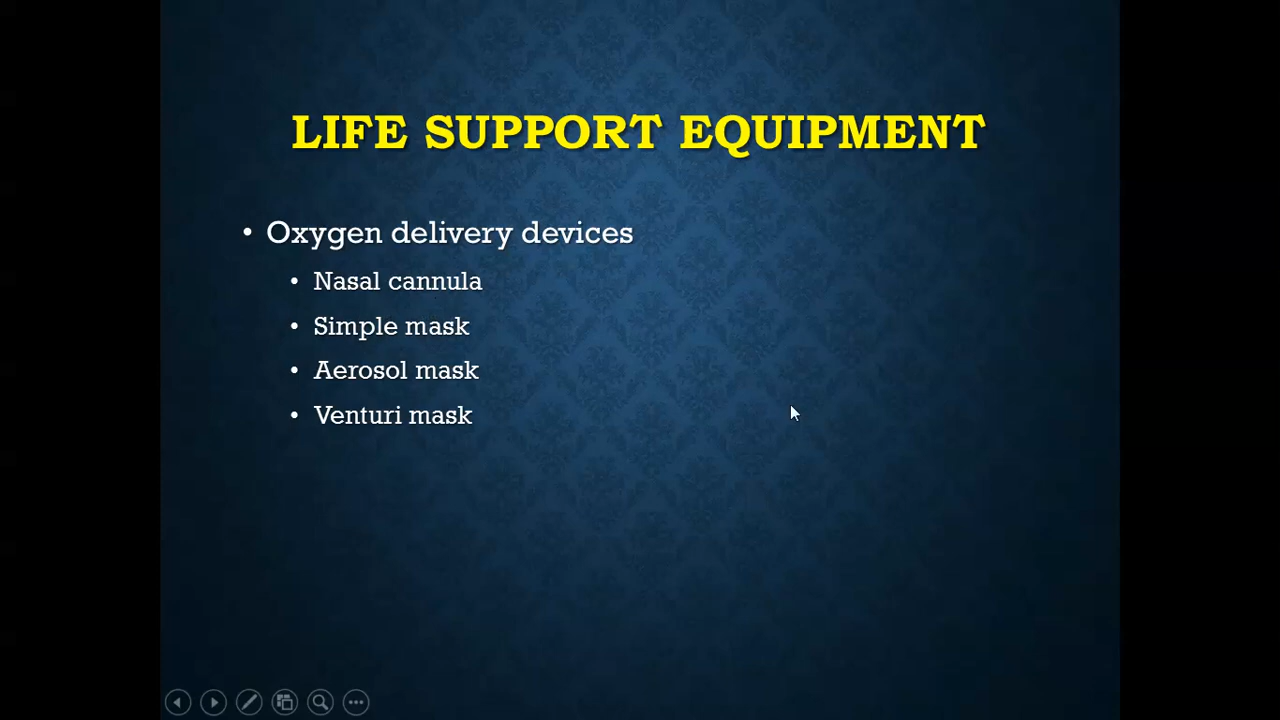 LIFE SUPPORT EQUIPMENT
• Oxygen delivery devices
• Nasal cannula
• Simple mask
• Aerosol mask
• Venturi mask